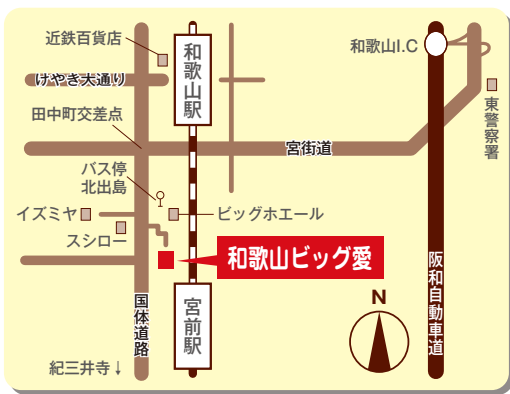 近鉄百貨店
和歌山駅
和歌山I.C
けやき大通り
田中町交差点
東警察署
宮街道
バス停
北出島
イズミヤ
ビッグホエール
スシロー
和歌山ビッグ愛
阪和自動車道
国体道路
宮前駅
N
紀三井寺↓